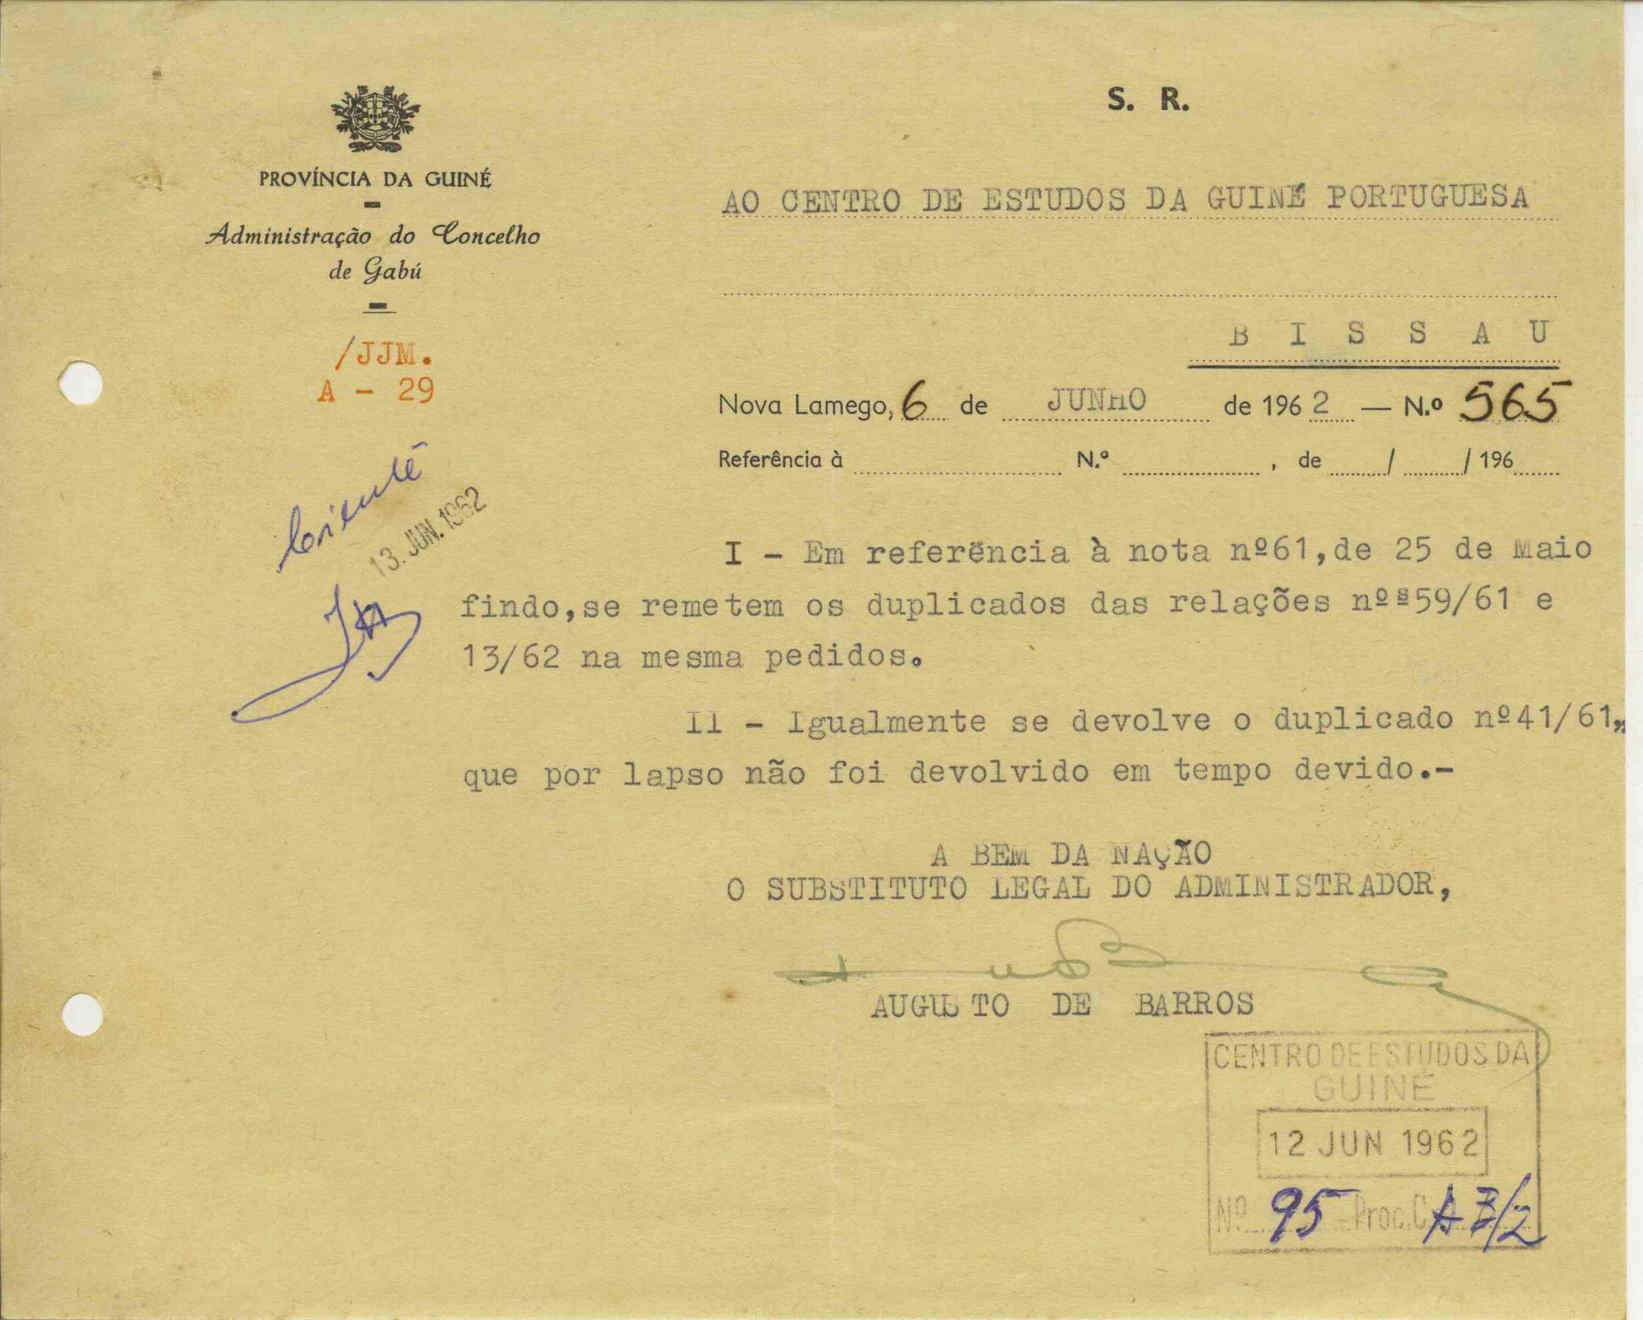 S. R.
PROVÍNCIA DA GUINÉ
Administração do Concelho
de Gabú
/JJM.
A - 29
AO CENTRO DE ESTUDOS DA GUINÉ PORTUGUESA
B I S S A U
Nova Lamego, 6 de JUNHO de 1962 — N.º 565
Referência à N.º , de / / 196
Ciente
13. JUN. 1962
I - Em referência à nota nº61,de 25 de Maio
findo,se remetem os duplicados das relações nºs59/61 e
13/62 na mesma pedidos.
II - Igualmente se devolve o duplicado nº41/61,
que por lapso não foi devolvido em tempo devido.-
A BEM DA NAÇÃO
O SUBSTITUTO LEGAL DO ADMINISTRADOR,
AUGUSTO DE BARROS
CENTRO DE ESTUDOS DA
GUINÉ
12 JUN 1962
Nº 95 Proc. C